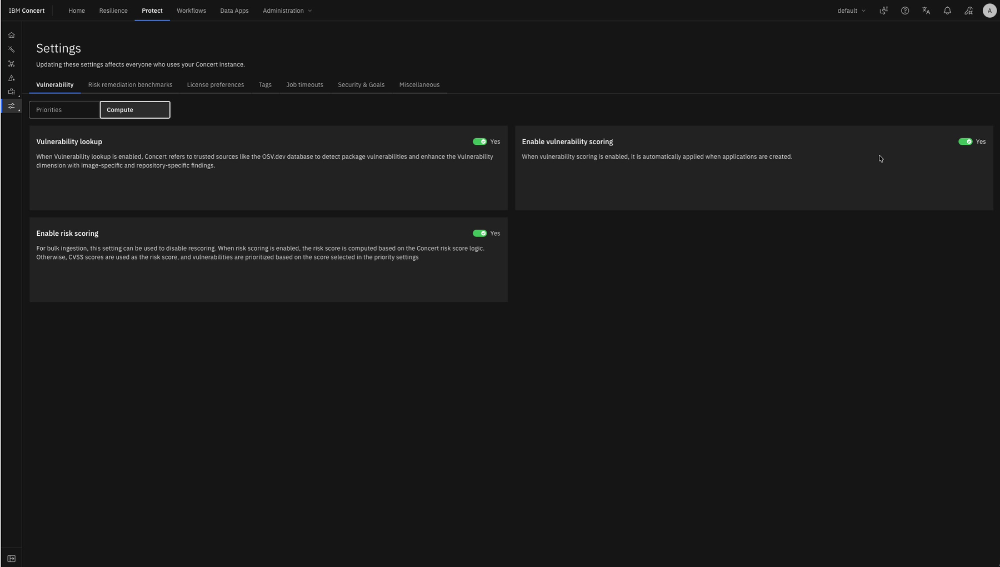 IBM Concert
Home
Resilience
Protect
Workflows
Data Apps
Administration
default
A
Settings
Updating these settings affects everyone who uses your Concert instance.
Vulnerability
Risk remediation benchmarks
License preferences
Tags
Job timeouts
Security & Goals
Miscellaneous
Priorities
Compute
Vulnerability lookup
Yes
When Vulnerability lookup is enabled, Concert refers to trusted sources like the OSV.dev database to detect package vulnerabilities and enhance the Vulnerability
dimension with image-specific and repository-specific findings.
Enable vulnerability scoring
Yes
When vulnerability scoring is enabled, it is automatically applied when applications are created.
Enable risk scoring
Yes
For bulk ingestion, this setting can be used to disable rescoring. When risk scoring is enabled, the risk score is computed based on the Concert risk score logic.
Otherwise, CVSS scores are used as the risk score, and vulnerabilities are prioritized based on the score selected in the priority settings